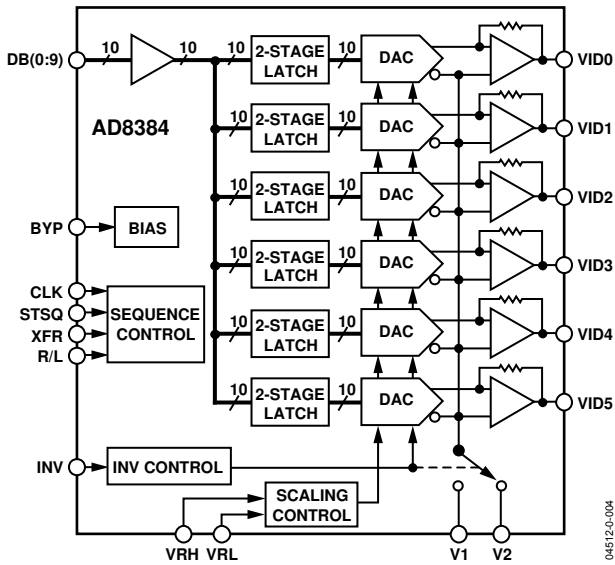 DB(0:9)
10
10
10
2-STAGE
LATCH
10
DAC
VID0
AD8384
10
2-STAGE
LATCH
10
DAC
VID1
10
2-STAGE
LATCH
10
DAC
VID2
BYP
BIAS
10
2-STAGE
LATCH
10
DAC
VID3
CLK
STSQ
XFR
R/L
SEQUENCE
CONTROL
10
2-STAGE
LATCH
10
DAC
VID4
10
2-STAGE
LATCH
10
DAC
VID5
INV
INV CONTROL
SCALING
CONTROL
VRH
VRL
V1
V2
04512-0-004